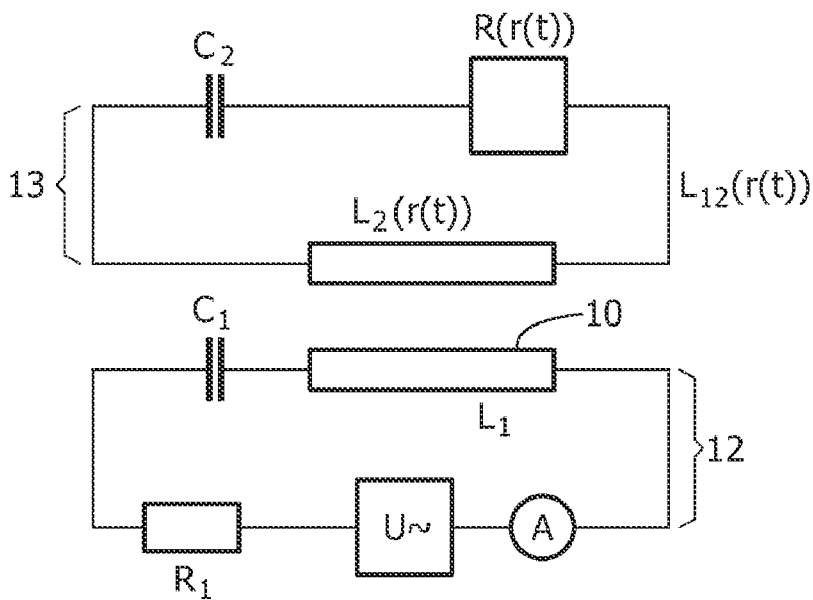 C₂
R(r(t))
13
L₁₂(r(t))
L₂(r(t))
C₁
10
L₁
12
U~
A
R₁